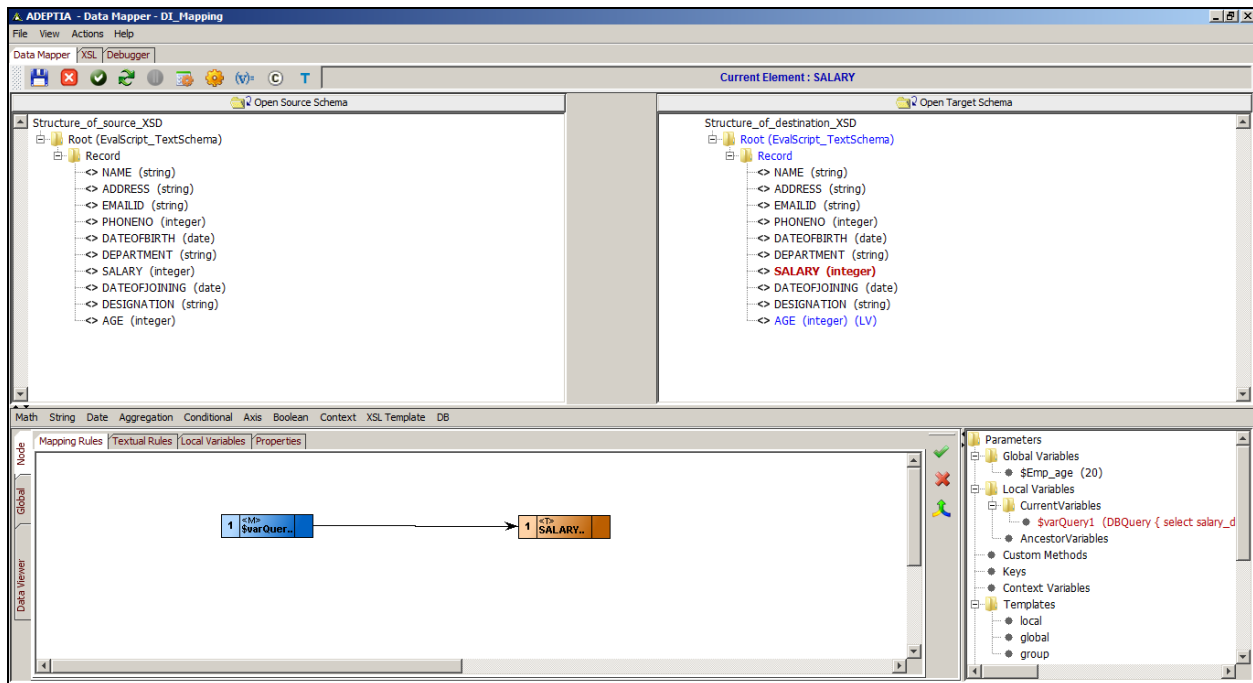 ADEPTIA - Data Mapper - DI_Mapping
File View Actions Help
Data Mapper XSL Debugger
(v)= C T Current Element : SALARY
Open Source Schema Open Target Schema
Structure_of_source_XSD
Root (EvalScript_TextSchema)
Record
<> NAME (string)
<> ADDRESS (string)
<> EMAILID (string)
<> PHONENO (integer)
<> DATEOFBIRTH (date)
<> DEPARTMENT (string)
<> SALARY (integer)
<> DATEOFJOINING (date)
<> DESIGNATION (string)
<> AGE (integer)
Structure_of_destination_XSD
Root (EvalScript_TextSchema)
Record
<> NAME (string)
<> ADDRESS (string)
<> EMAILID (string)
<> PHONENO (integer)
<> DATEOFBIRTH (date)
<> DEPARTMENT (string)
<> SALARY (integer)
<> DATEOFJOINING (date)
<> DESIGNATION (string)
<> AGE (integer) (LV)
Math String Date Aggregation Conditional Axis Boolean Context XSL Template DB
Node
Global
Data Viewer
Mapping Rules Textual Rules Local Variables Properties
1 <M> $varQuer..
1 <T> SALARY..
Parameters
Global Variables
$Emp_age (20)
Local Variables
CurrentVariables
$varQuery1 (DBQuery { select salary_d
AncestorVariables
Custom Methods
Keys
Context Variables
Templates
local
global
group